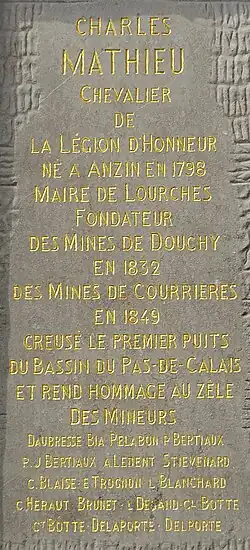 CHARLES
MATHIEU
CHEVALIER
DE
LA LÉGION D'HONNEUR
NÉ A ANZIN EN 1798
MAIRE DE LOURCHES
FONDATEUR
DES MINES DE DOUCHY
EN 1832
DES MINES DE COURRIERES
EN 1849
CREUSÉ LE PREMIER PUITS
DU BASSIN DU PAS-DE-CALAIS
ET REND HOMMAGE AU ZELE
DES MINEURS
DAUBRESSE BIA PELABON P BERTIAUX
P.J BERTIAUX A LEDENT STIEVENARD
C. BLAISE E TROGNON L BLANCHARD
C. HERAUT BRUNET L DÉGAND CL BOTTE
CT BOTTE DELAPORTE DELPORTE